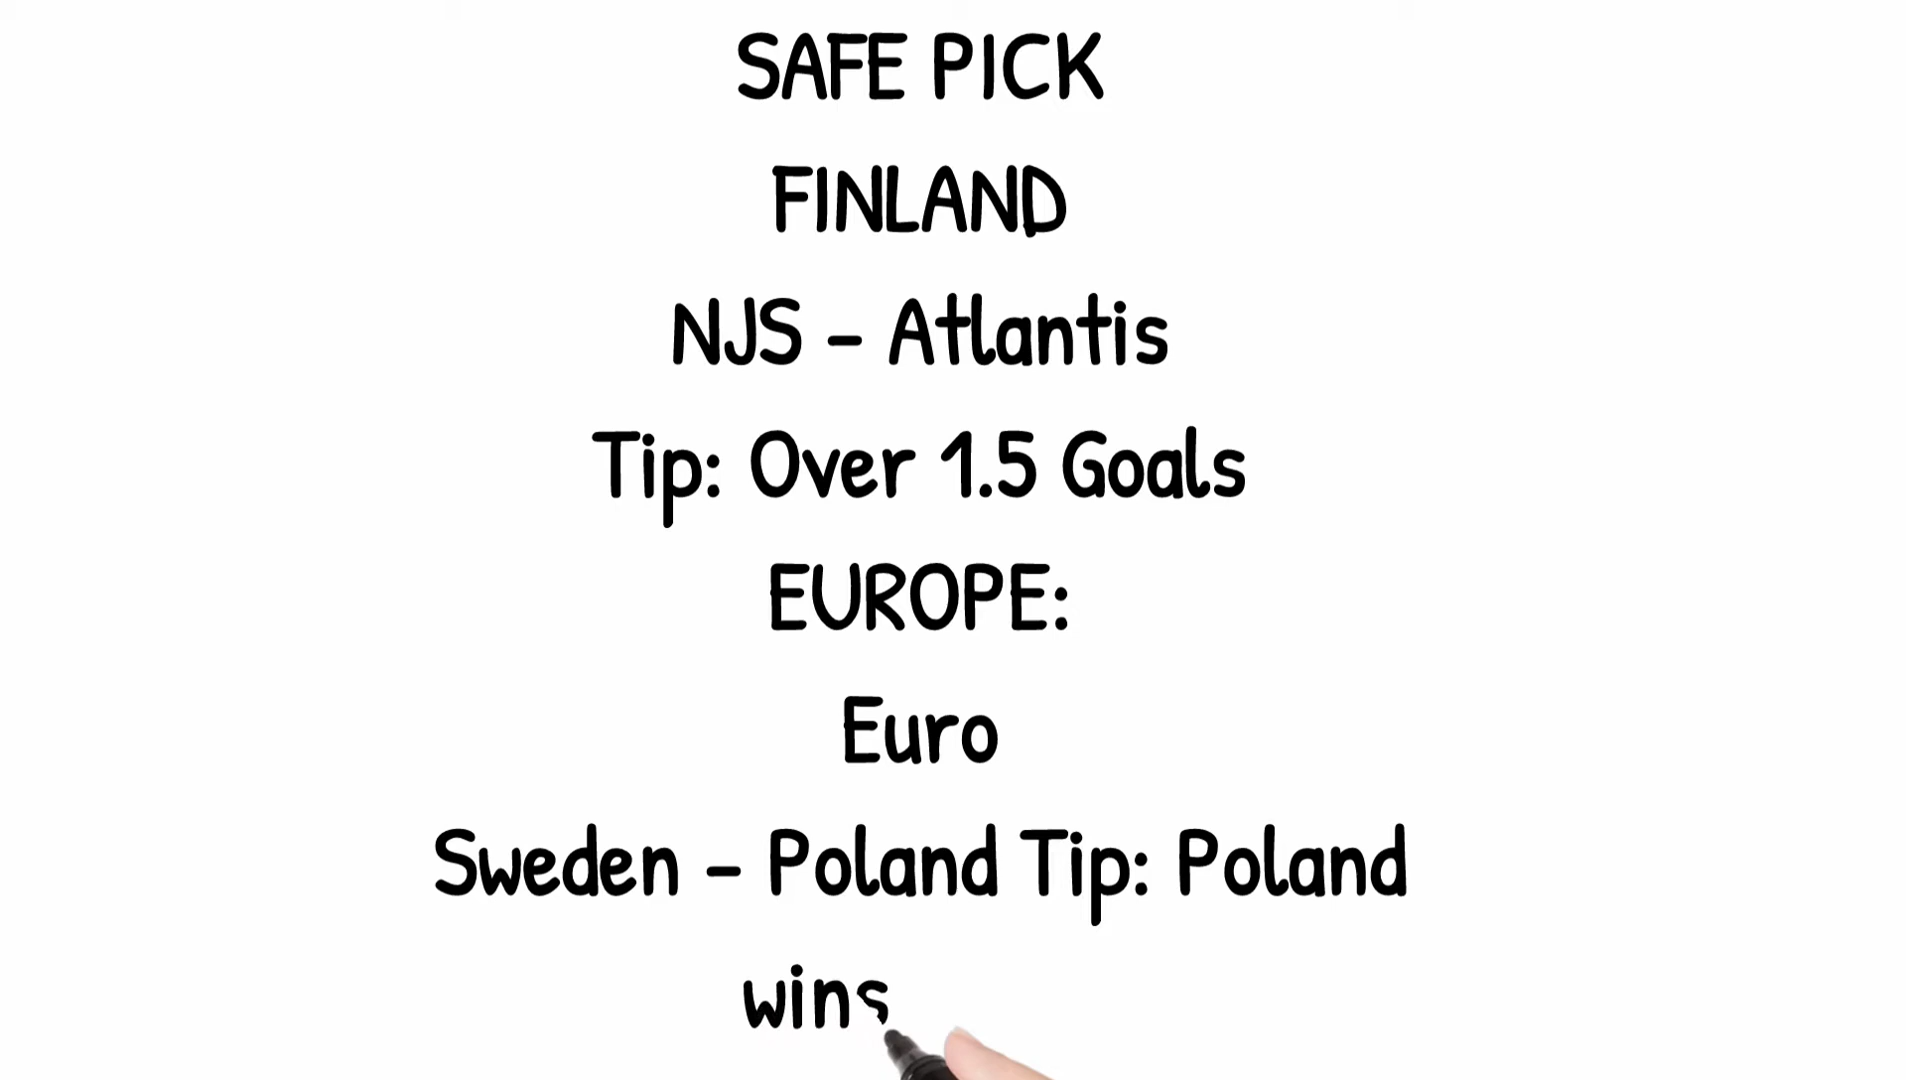 SAFE PICK
FINLAND
NJS - Atlantis
Tip: Over 1.5 Goals
EUROPE:
Euro
Sweden - Poland Tip: Poland
wins